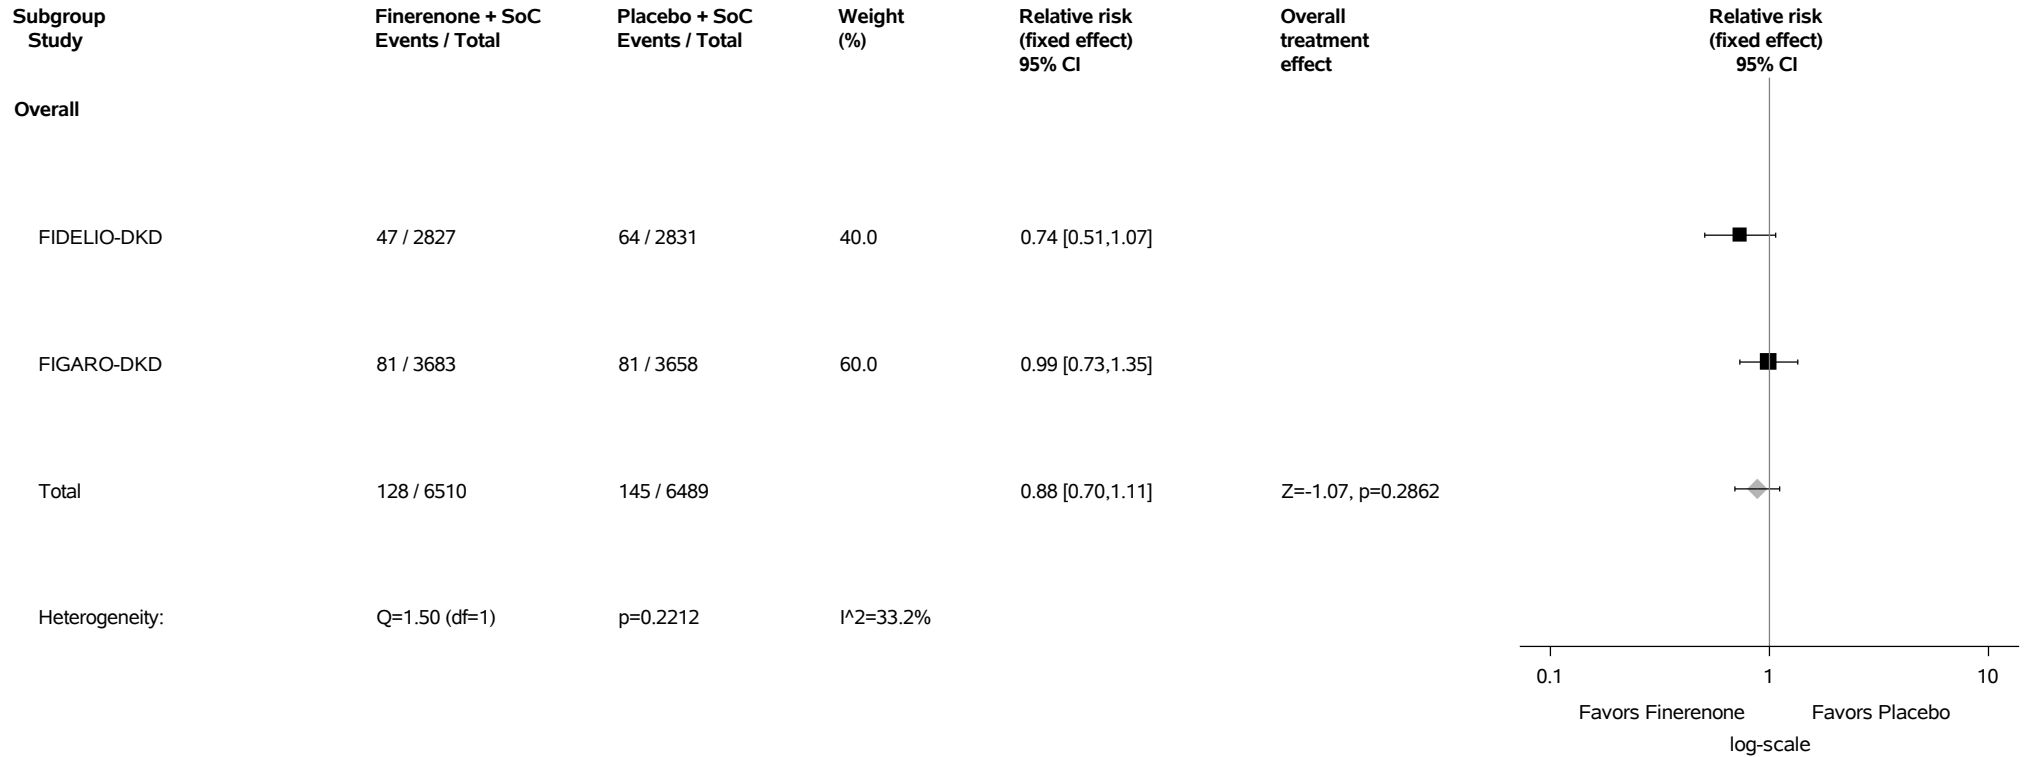 Subgroup Finerenone + SoC Placebo + SoC Weight Relative risk Overall Relative risk
Study Events / Total Events / Total (%) (fixed effect) treatment (fixed effect)
95% CI effect 95% CI
Overall
FIDELIO-DKD 47 / 2827 64 / 2831 40.0 0.74 [0.51,1.07]
FIGARO-DKD 81 / 3683 81 / 3658 60.0 0.99 [0.73,1.35]
Total 128 / 6510 145 / 6489 0.88 [0.70,1.11] Z=-1.07, p=0.2862
Heterogeneity: Q=1.50 (df=1) p=0.2212 I^2=33.2%
0.1 1 10
Favors Finerenone Favors Placebo
log-scale